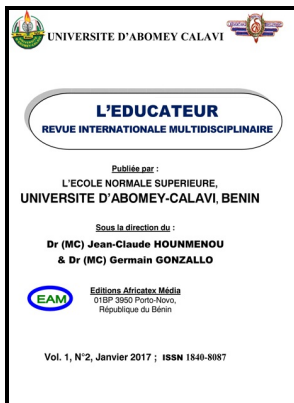 UNIVERSITE D'ABOMEY CALAVI
L'EDUCATEUR
REVUE INTERNATIONALE MULTIDISCIPLINAIRE
Publiée par :
L'ECOLE NORMALE SUPERIEURE,
UNIVERSITE D'ABOMEY-CALAVI, BENIN
Sous la direction du :
Dr (MC) Jean-Claude HOUNMENOU
& Dr (MC) Germain GONZALLO
EAM
Editions Africatex Média
01BP 3950 Porto-Novo,
République du Bénin
Vol. 1, N°2, Janvier 2017 ; ISSN 1840-8087